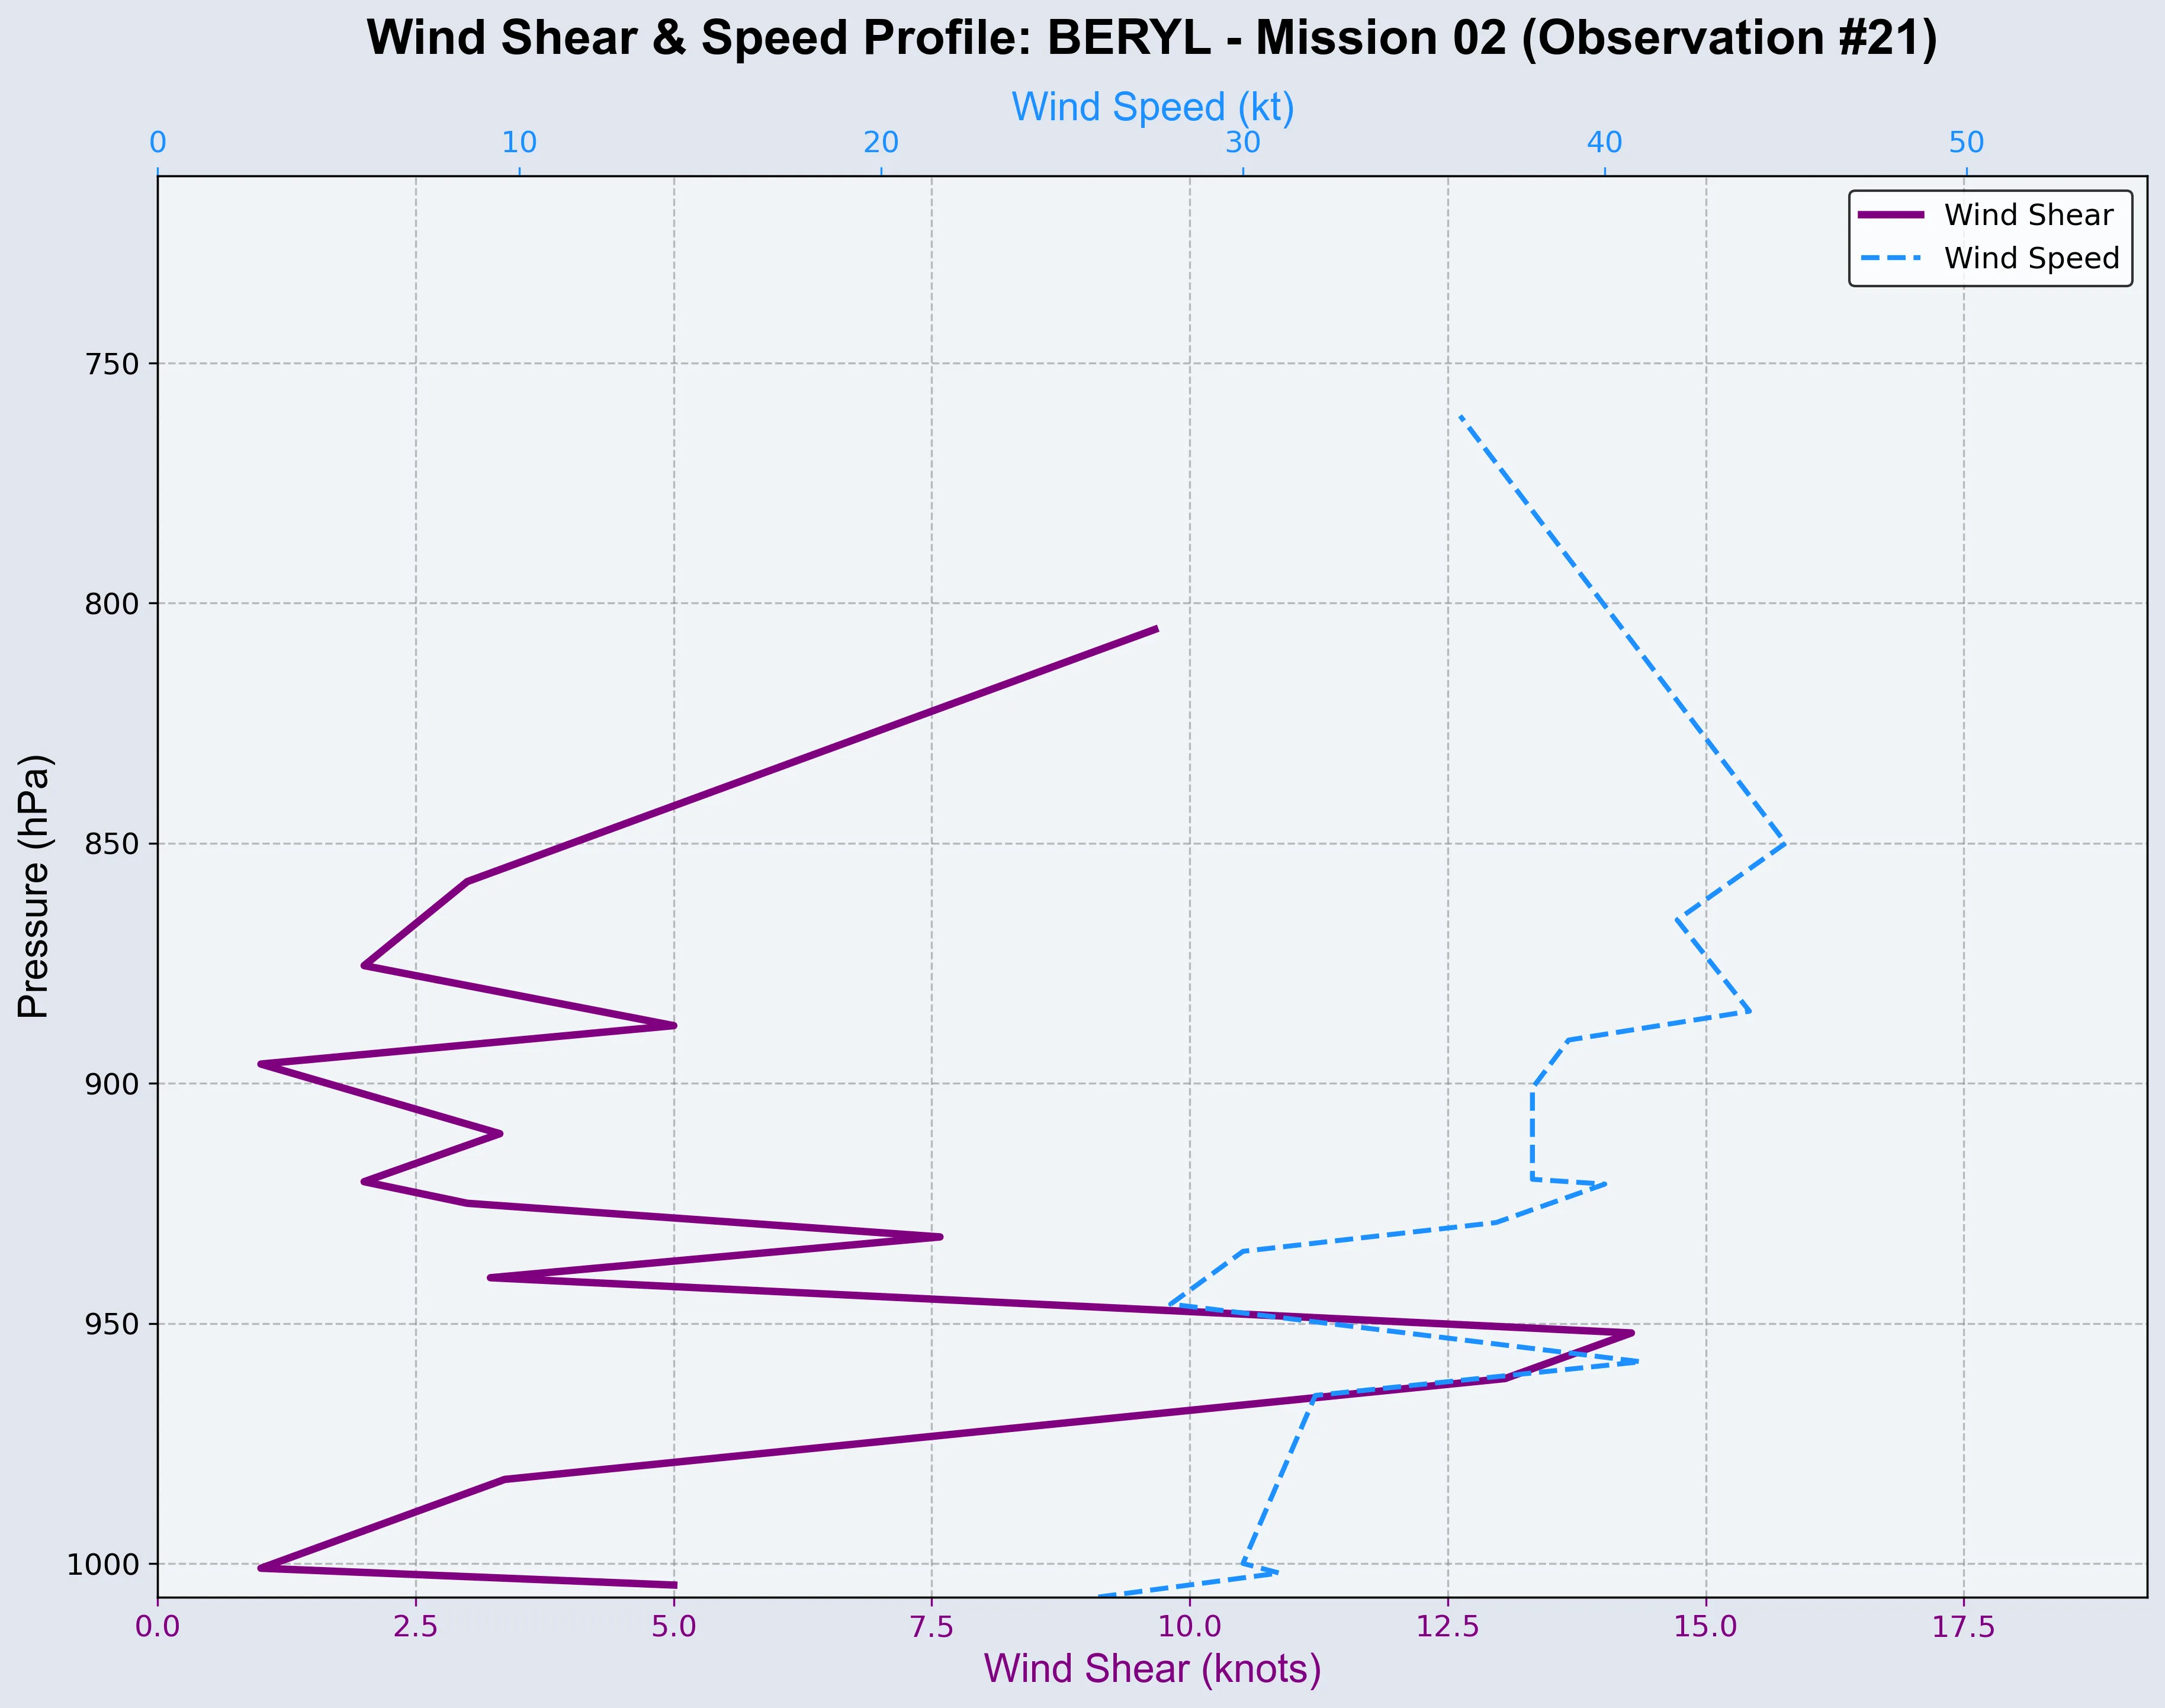 Wind Shear & Speed Profile: BERYL - Mission 02 (Observation #21)
Wind Speed (kt)
0 10 20 30 40 50
Wind Shear
Wind Speed
Pressure (hPa)
750
800
850
900
950
1000
0.0 2.5 5.0 7.5 10.0 12.5 15.0 17.5
Wind Shear (knots)